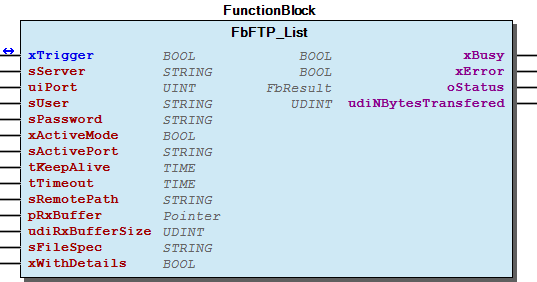 FunctionBlock
FbFTP_List
xTrigger BOOL BOOL xBusy
sServer STRING BOOL xError
uiPort UINT FbResult oStatus
sUser STRING UDINT udiNBytesTransfered
sPassword STRING
xActiveMode BOOL
sActivePort STRING
tKeepAlive TIME
tTimeout TIME
sRemotePath STRING
pRxBuffer Pointer
udiRxBufferSize UDINT
sFileSpec STRING
xWithDetails BOOL